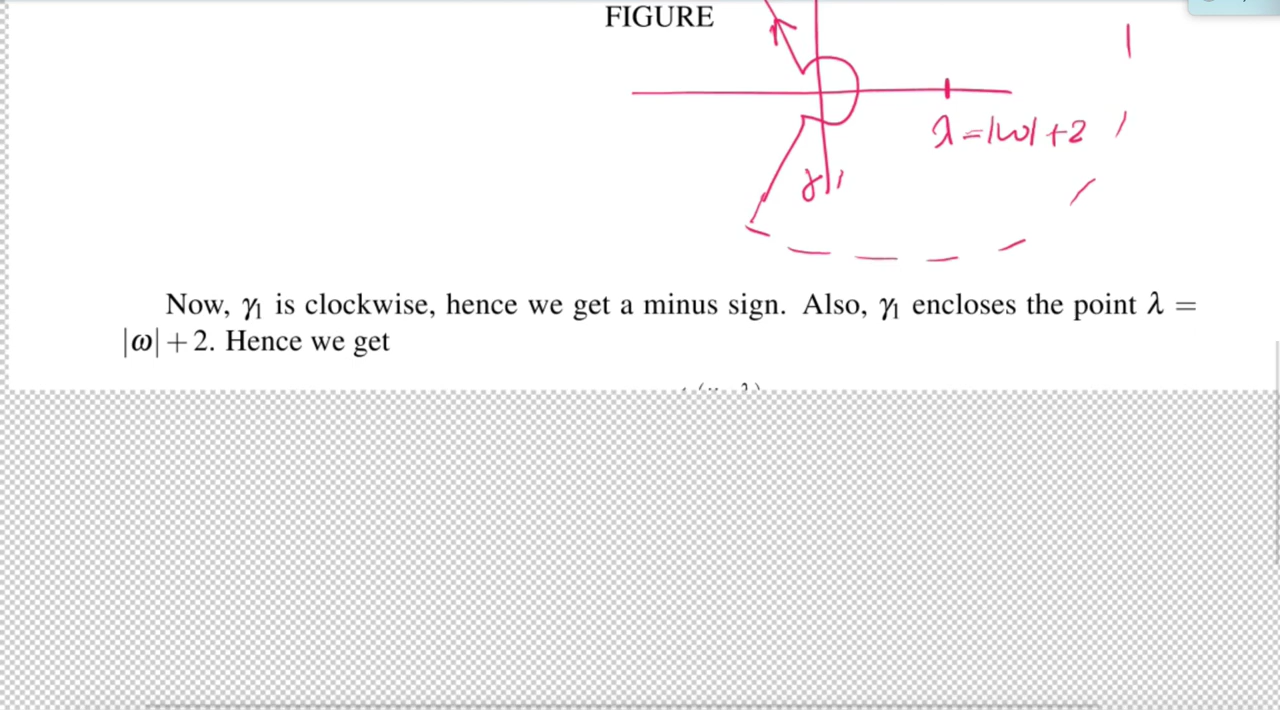 FIGURE
λ = |ω| + 2
γ1
Now, γ1 is clockwise, hence we get a minus sign. Also, γ1 encloses the point λ =
|ω| + 2. Hence we get